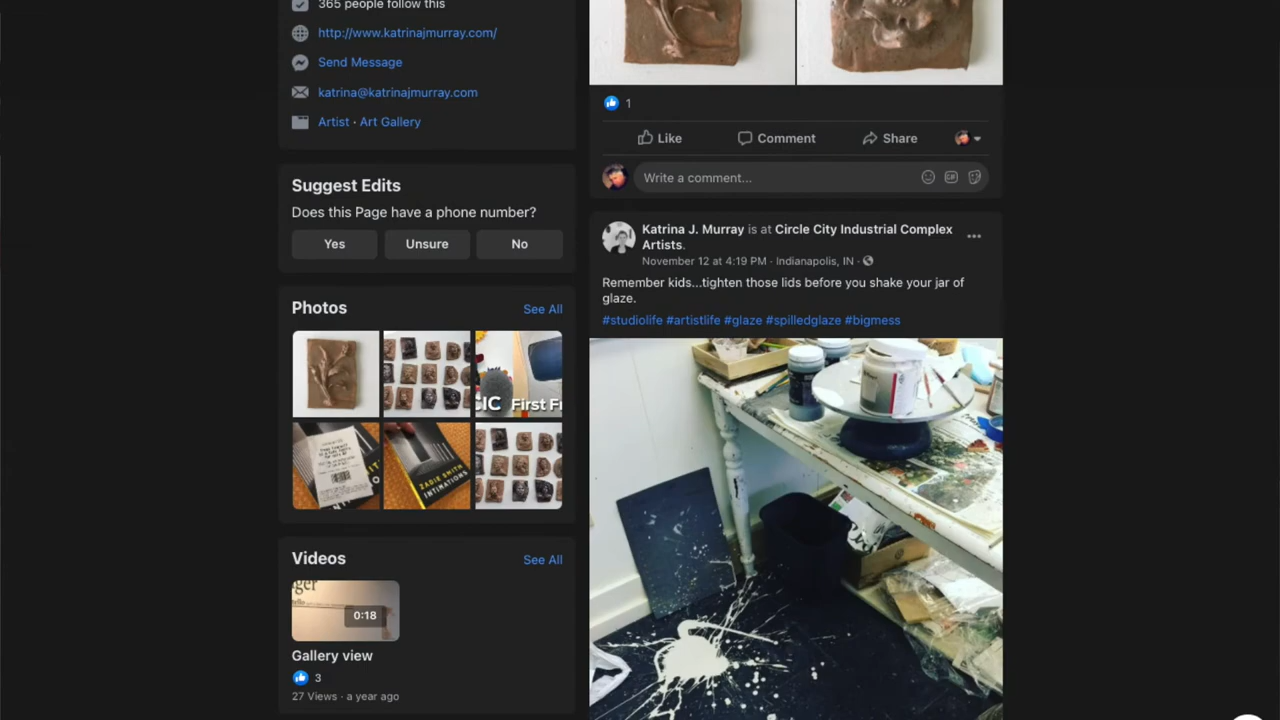 365 people follow this
http://www.katrinajmurray.com/
Send Message
katrina@katrinajmurray.com
Artist · Art Gallery
Suggest Edits
Does this Page have a phone number?
Yes
Unsure
No
Photos
See All
IC First Fr
ZADIE SMITH
INTIMATIONS
Videos
See All
0:18
Gallery view
3
27 Views · a year ago
1
Like
Comment
Share
Write a comment...
GIF
Katrina J. Murray is at Circle City Industrial Complex
Artists.
November 12 at 4:19 PM · Indianapolis, IN ·
Remember kids...tighten those lids before you shake your jar of
glaze.
#studiolife #artistlife #glaze #spilledglaze #bigmess